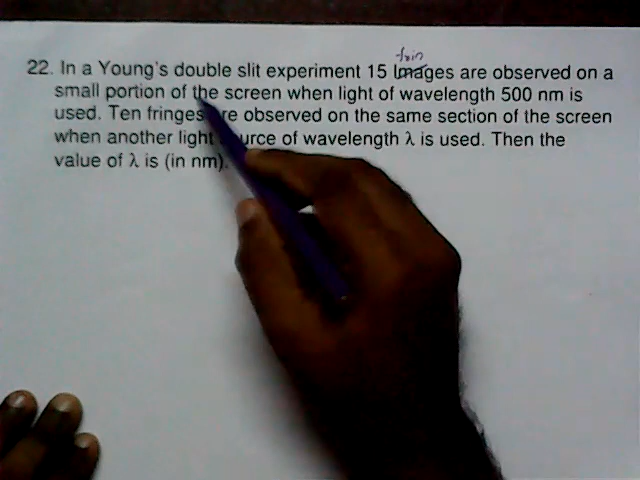 22. In a Young's double slit experiment 15 Images are observed on a
small portion of the screen when light of wavelength 500 nm is
used. Ten fringes are observed on the same section of the screen
when another light source of wavelength λ is used. Then the
value of λ is (in nm).